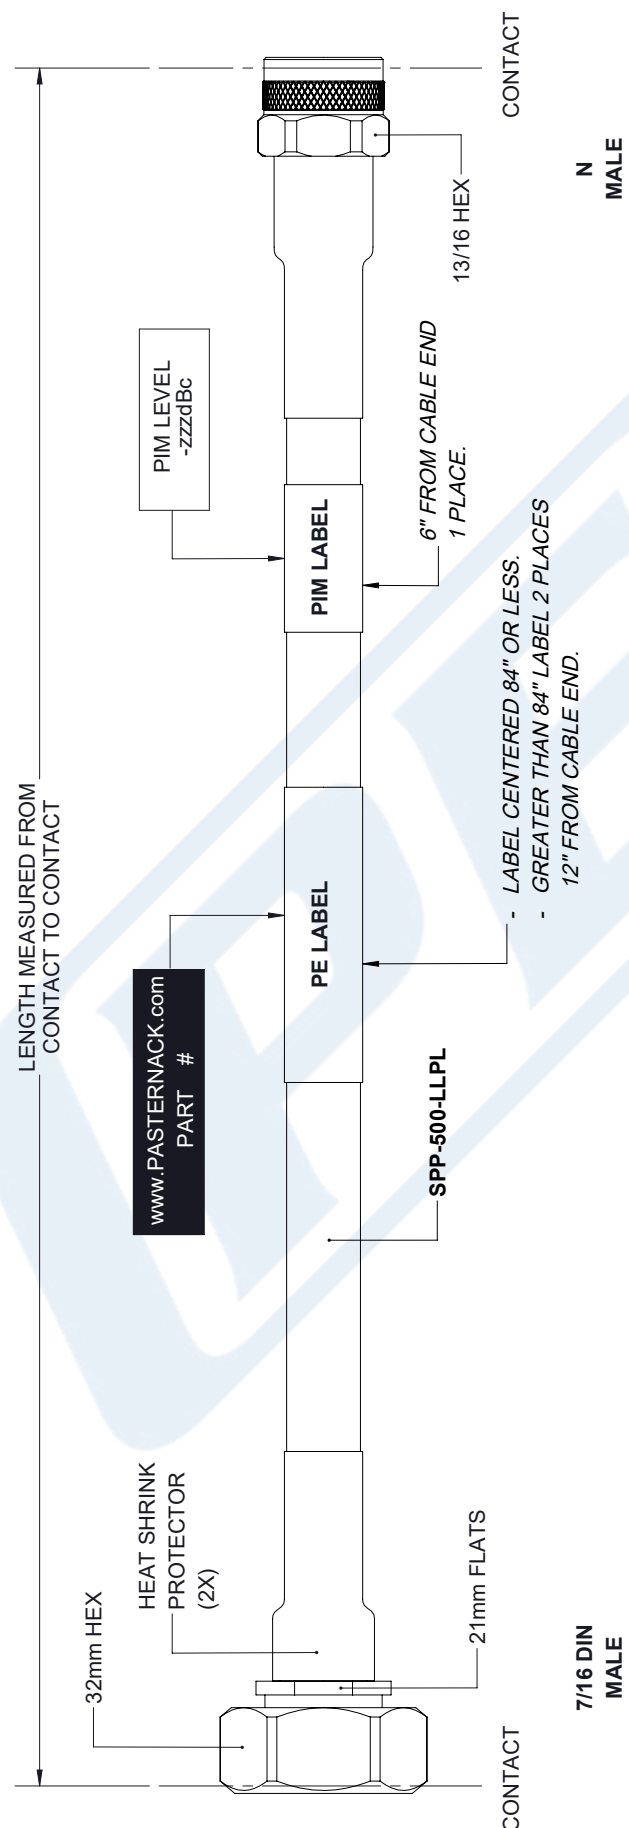 LENGTH MEASURED FROM
CONTACT TO CONTACT
32mm HEX
HEAT SHRINK
PROTECTOR
(2X)
www.PASTERNACK.com
PART #
PIM LEVEL
-zzzdBc
PE LABEL
PIM LABEL
21mm FLATS
SPP-500-LLPL
6" FROM CABLE END
1 PLACE.
13/16 HEX
- LABEL CENTERED 84" OR LESS.
- GREATER THAN 84" LABEL 2 PLACES
12" FROM CABLE END.
CONTACT
CONTACT
7/16 DIN
MALE
N
MALE